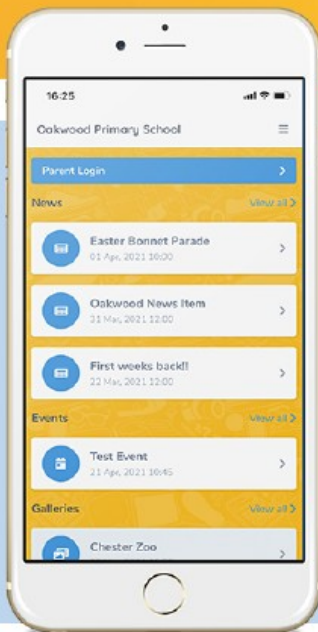 16:25
Oakwood Primary School
Parent Login
News View all
Easter Bonnet Parade
01 Apr, 2021 10:00
Oakwood News Item
31 Mar, 2021 12:00
First weeks back!!
22 Mar, 2021 12:00
Events View all
Test Event
21 Apr, 2021 10:45
Galleries View all
Chester Zoo